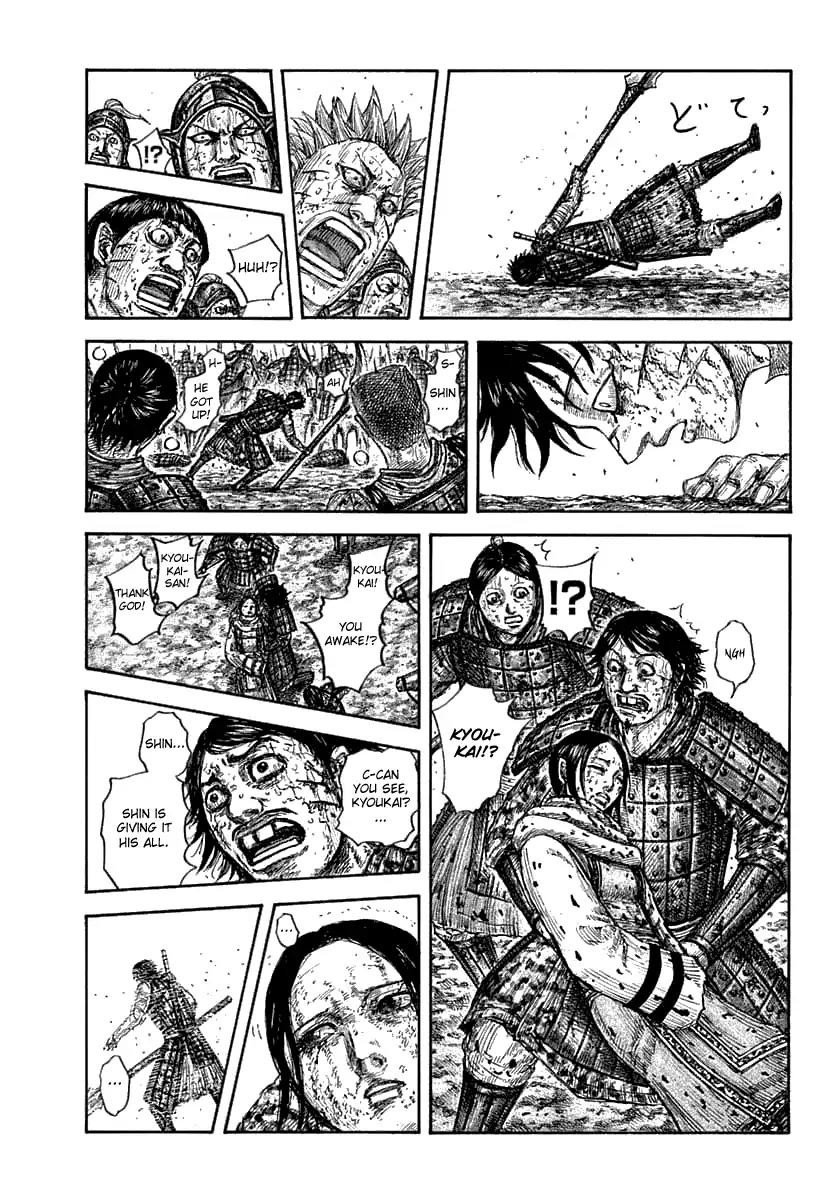 どてっ
!?
HUH!?
S-
SHIN
...
AH
H-
HE
GOT
UP!
NGH
!?
KYOU-
KAI!?
KYOU-
KAI!
YOU
AWAKE!?
KYOU-
KAI-
SAN!
THANK
GOD!
C-CAN
YOU SEE,
KYOUKAI?
...
SHIN...
SHIN IS
GIVING IT
HIS ALL.
...
...